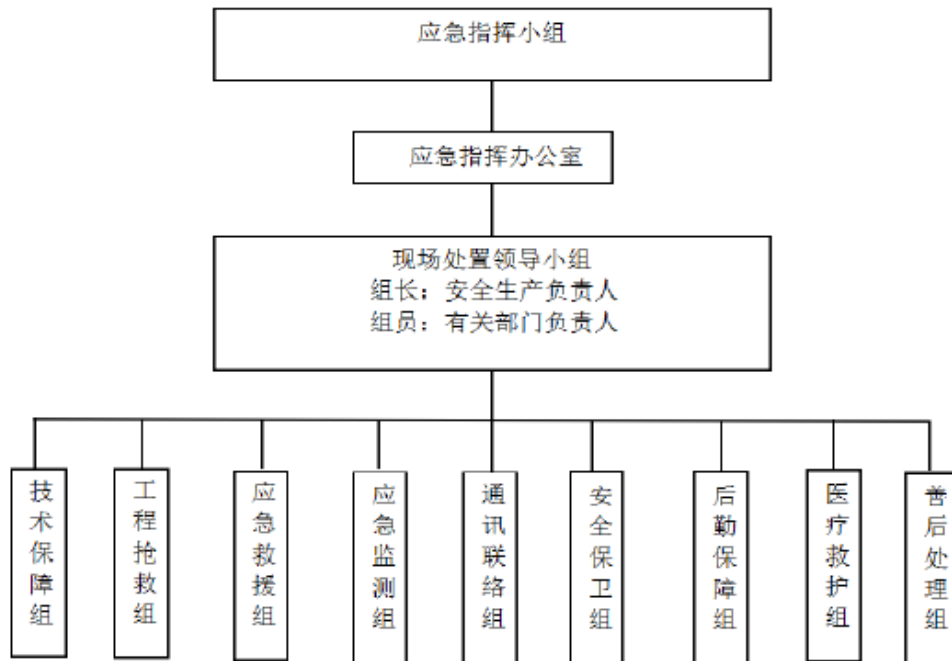 应急指挥小组
应急指挥办公室
现场处置领导小组
组长：安全生产负责人
组员：有关部门负责人
技术保障组
工程抢救组
应急救援组
应急监测组
通讯联络组
安全保卫组
后勤保障组
医疗救护组
善后处理组